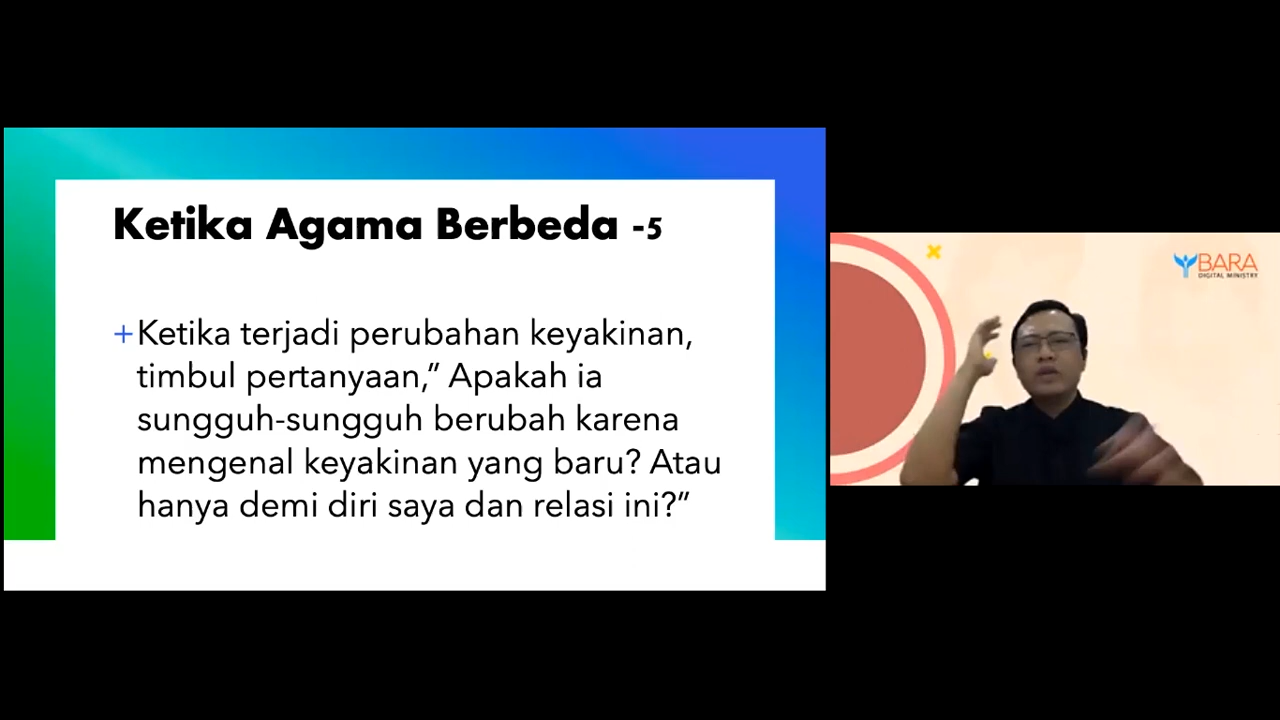 Ketika Agama Berbeda -5
+Ketika terjadi perubahan keyakinan,
timbul pertanyaan,” Apakah ia
sungguh-sungguh berubah karena
mengenal keyakinan yang baru? Atau
hanya demi diri saya dan relasi ini?”
BARA
DIGITAL MINISTRY